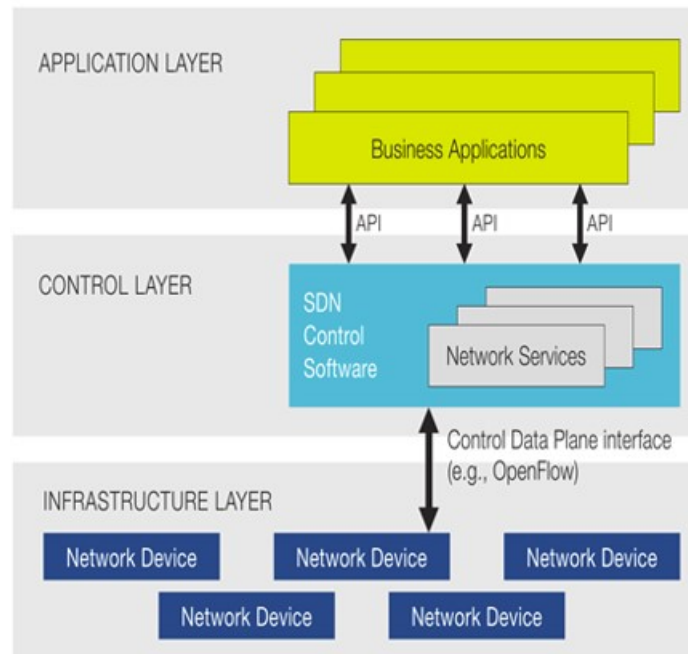 APPLICATION LAYER
Business Applications
API
API
API
CONTROL LAYER
SDN
Control
Software
Network Services
Control Data Plane interface
(e.g., OpenFlow)
INFRASTRUCTURE LAYER
Network Device
Network Device
Network Device
Network Device
Network Device